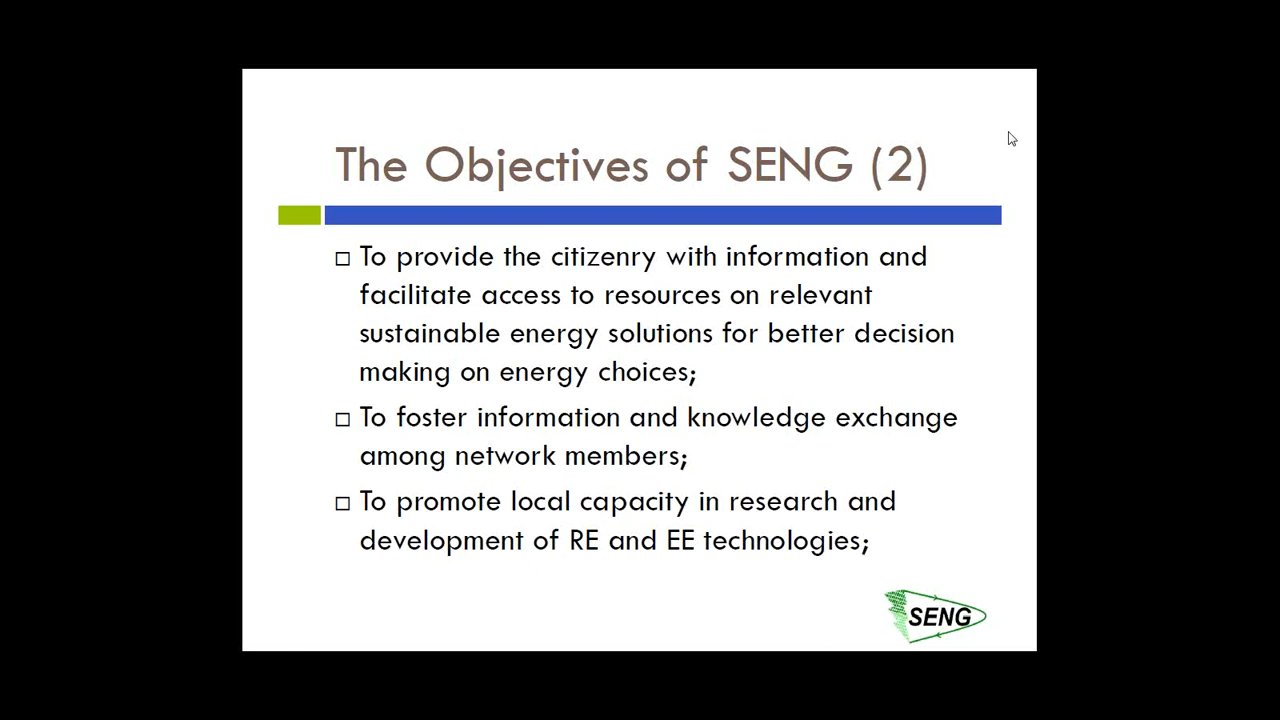 The Objectives of SENG (2)
To provide the citizenry with information and
facilitate access to resources on relevant
sustainable energy solutions for better decision
making on energy choices;
To foster information and knowledge exchange
among network members;
To promote local capacity in research and
development of RE and EE technologies;
SENG